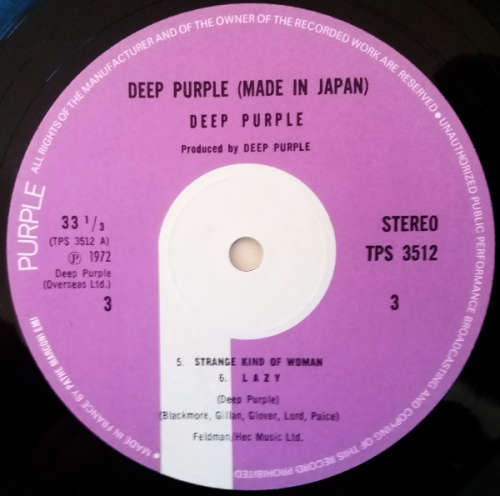 ALL RIGHTS OF THE MANUFACTURER AND OF THE OWNER OF THE RECORDED WORK ARE RESERVED ● UNAUTHORIZED PUBLIC PERFORMANCE BROADCASTING AND COPYING OF THIS RECORD PROHIBITED
DEEP PURPLE (MADE IN JAPAN)
DEEP PURPLE
Produced by DEEP PURPLE
PURPLE
33 1/3
(TPS 3512 A)
Ⓟ 1972
Deep Purple
(Overseas Ltd.)
3
STEREO
TPS 3512
3
5. STRANGE KIND OF WOMAN
6. LAZY
(Deep Purple)
(Blackmore, Gillan, Glover, Lord, Paice)
Feldman/Hec Music Ltd.
● MADE IN FRANCE BY PATHE MARCONI EMI